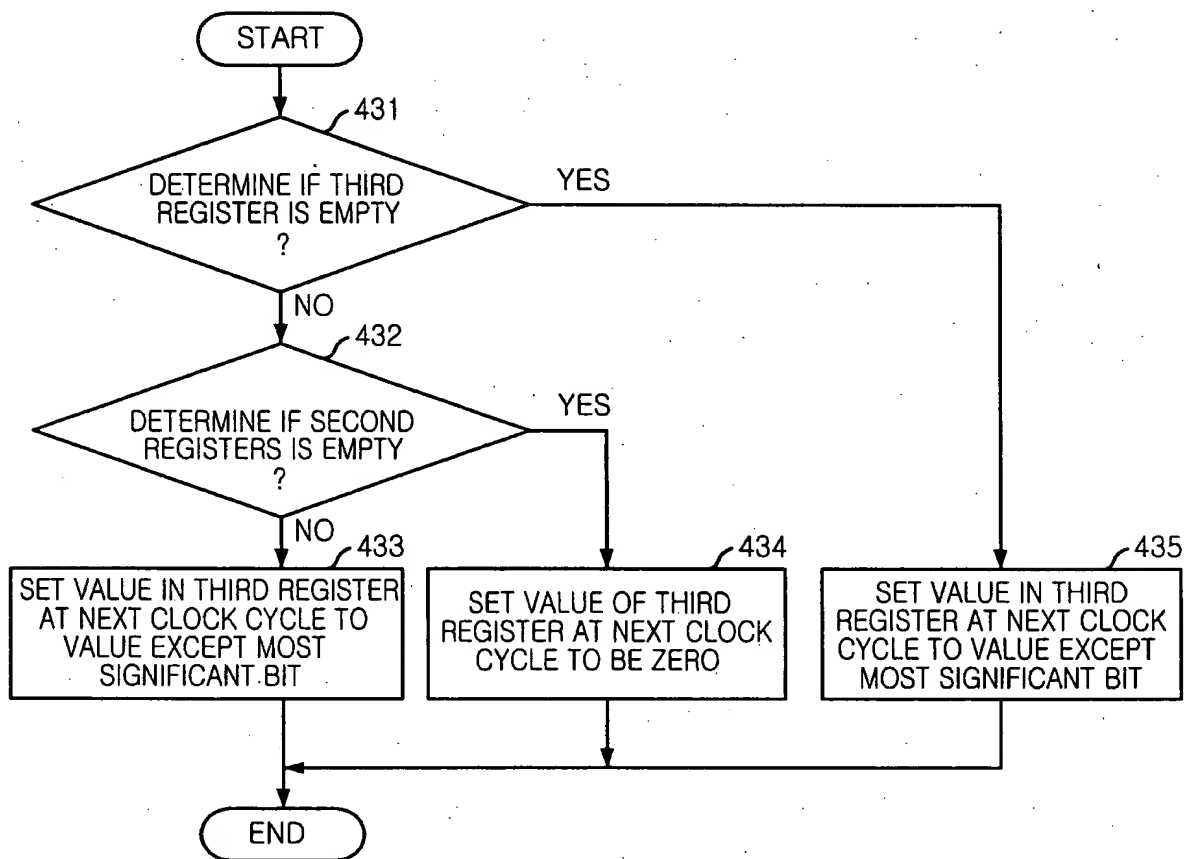 START
431
DETERMINE IF THIRD
REGISTER IS EMPTY
?
YES
NO
432
DETERMINE IF SECOND
REGISTERS IS EMPTY
?
YES
NO
433
SET VALUE IN THIRD REGISTER
AT NEXT CLOCK CYCLE TO
VALUE EXCEPT MOST
SIGNIFICANT BIT
434
SET VALUE OF THIRD
REGISTER AT NEXT CLOCK
CYCLE TO BE ZERO
435
SET VALUE IN THIRD
REGISTER AT NEXT CLOCK
CYCLE TO VALUE EXCEPT
MOST SIGNIFICANT BIT
END